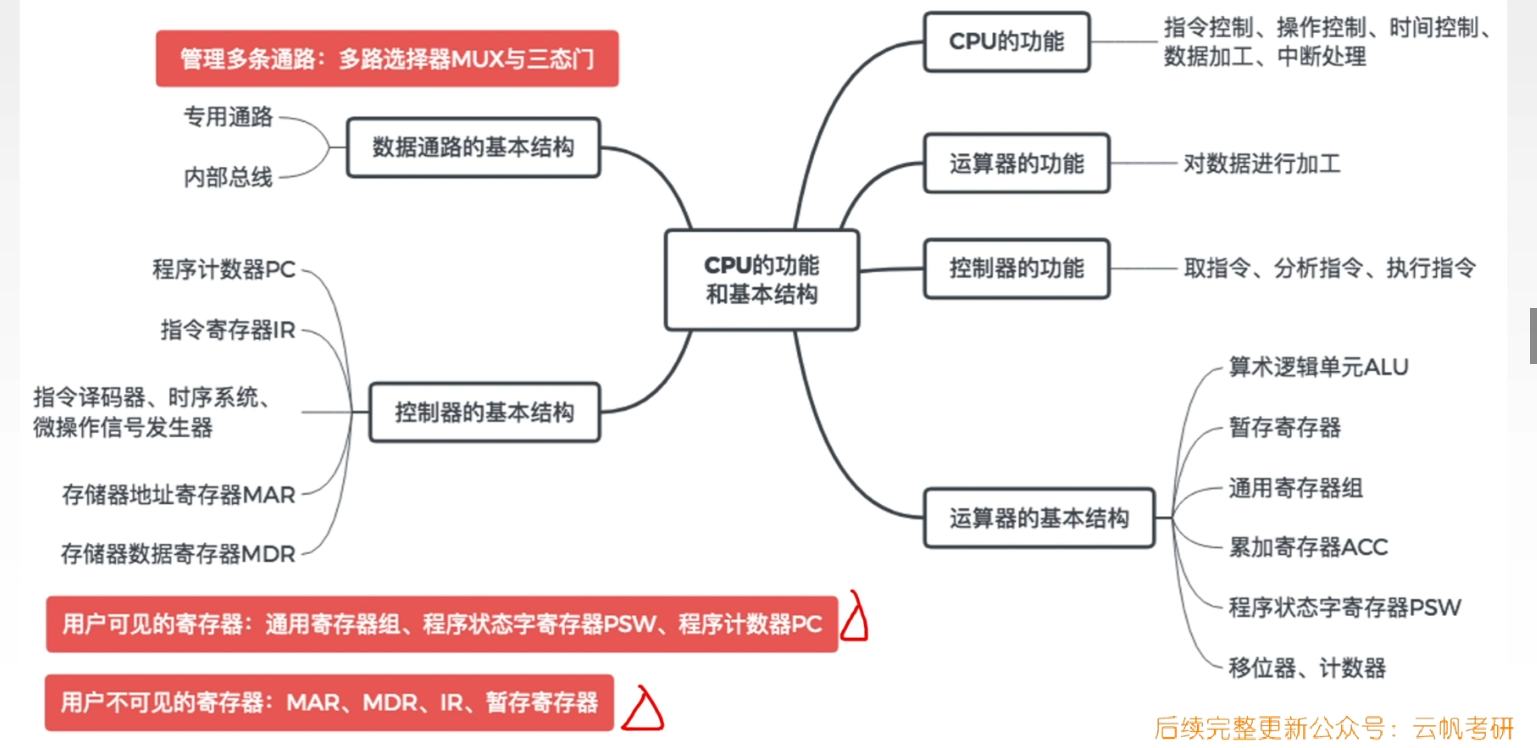 管理多条通路：多路选择器MUX与三态门
专用通路
内部总线
数据通路的基本结构
程序计数器PC
指令寄存器IR
指令译码器、时序系统、
微操作信号发生器
存储器地址寄存器MAR
存储器数据寄存器MDR
控制器的基本结构
CPU的功能
和基本结构
CPU的功能
指令控制、操作控制、时间控制、
数据加工、中断处理
运算器的功能
对数据进行加工
控制器的功能
取指令、分析指令、执行指令
运算器的基本结构
算术逻辑单元ALU
暂存寄存器
通用寄存器组
累加寄存器ACC
程序状态字寄存器PSW
移位器、计数器
用户可见的寄存器：通用寄存器组、程序状态字寄存器PSW、程序计数器PC
用户不可见的寄存器：MAR、MDR、IR、暂存寄存器
后续完整更新公众号：云帆考研